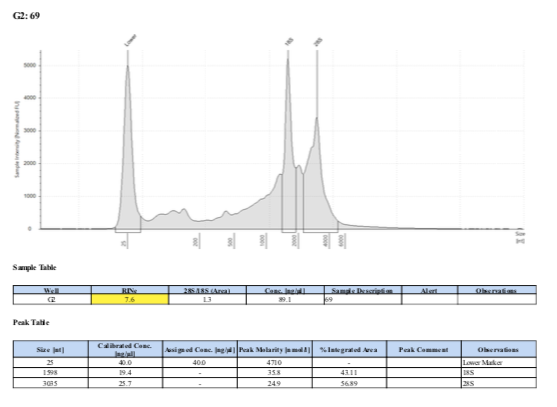 G2: 69
Lower
18S
28S
Sample Intensity [Normalized FU]
5000
4000
3000
2000
1000
0
25
200
500
1000
2000
4000
6000
Size [nt]
Sample Table
Well RINe 28S/18S (Area) Conc. [ng/µl] Sample Description Alert Observations
G2 7.6 1.3 89.1 69
Peak Table
Size [nt] Calibrated Conc. [ng/µl] Assigned Conc. [ng/µl] Peak Molarity [nmol/l] % Integrated Area Peak Comment Observations
25 40.0 40.0 4710 - Lower Marker
1598 19.4 - 35.8 43.11 18S
3035 25.7 - 24.9 56.89 28S